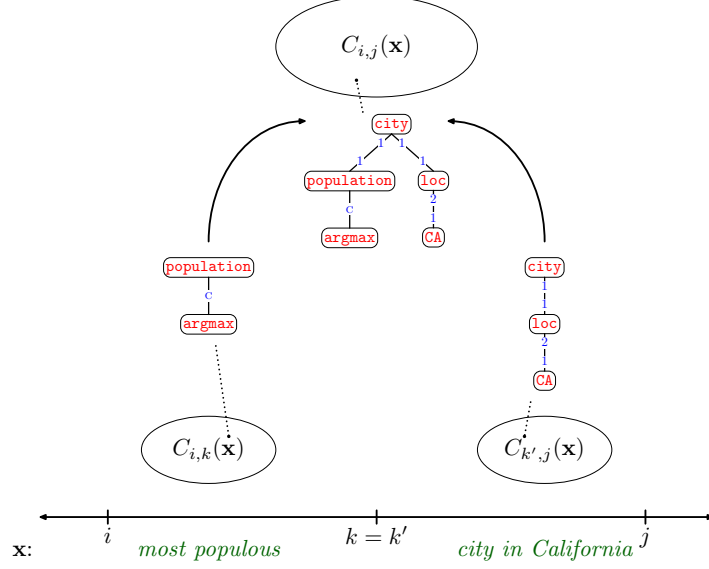 C_{i,j}(x)
city
1 1
1 1
population loc
c 2
1
argmax CA
population city
c 1
1
argmax loc
2
1
CA
C_{i,k}(x) C_{k′,j}(x)
i k = k′ j
x: most populous city in California